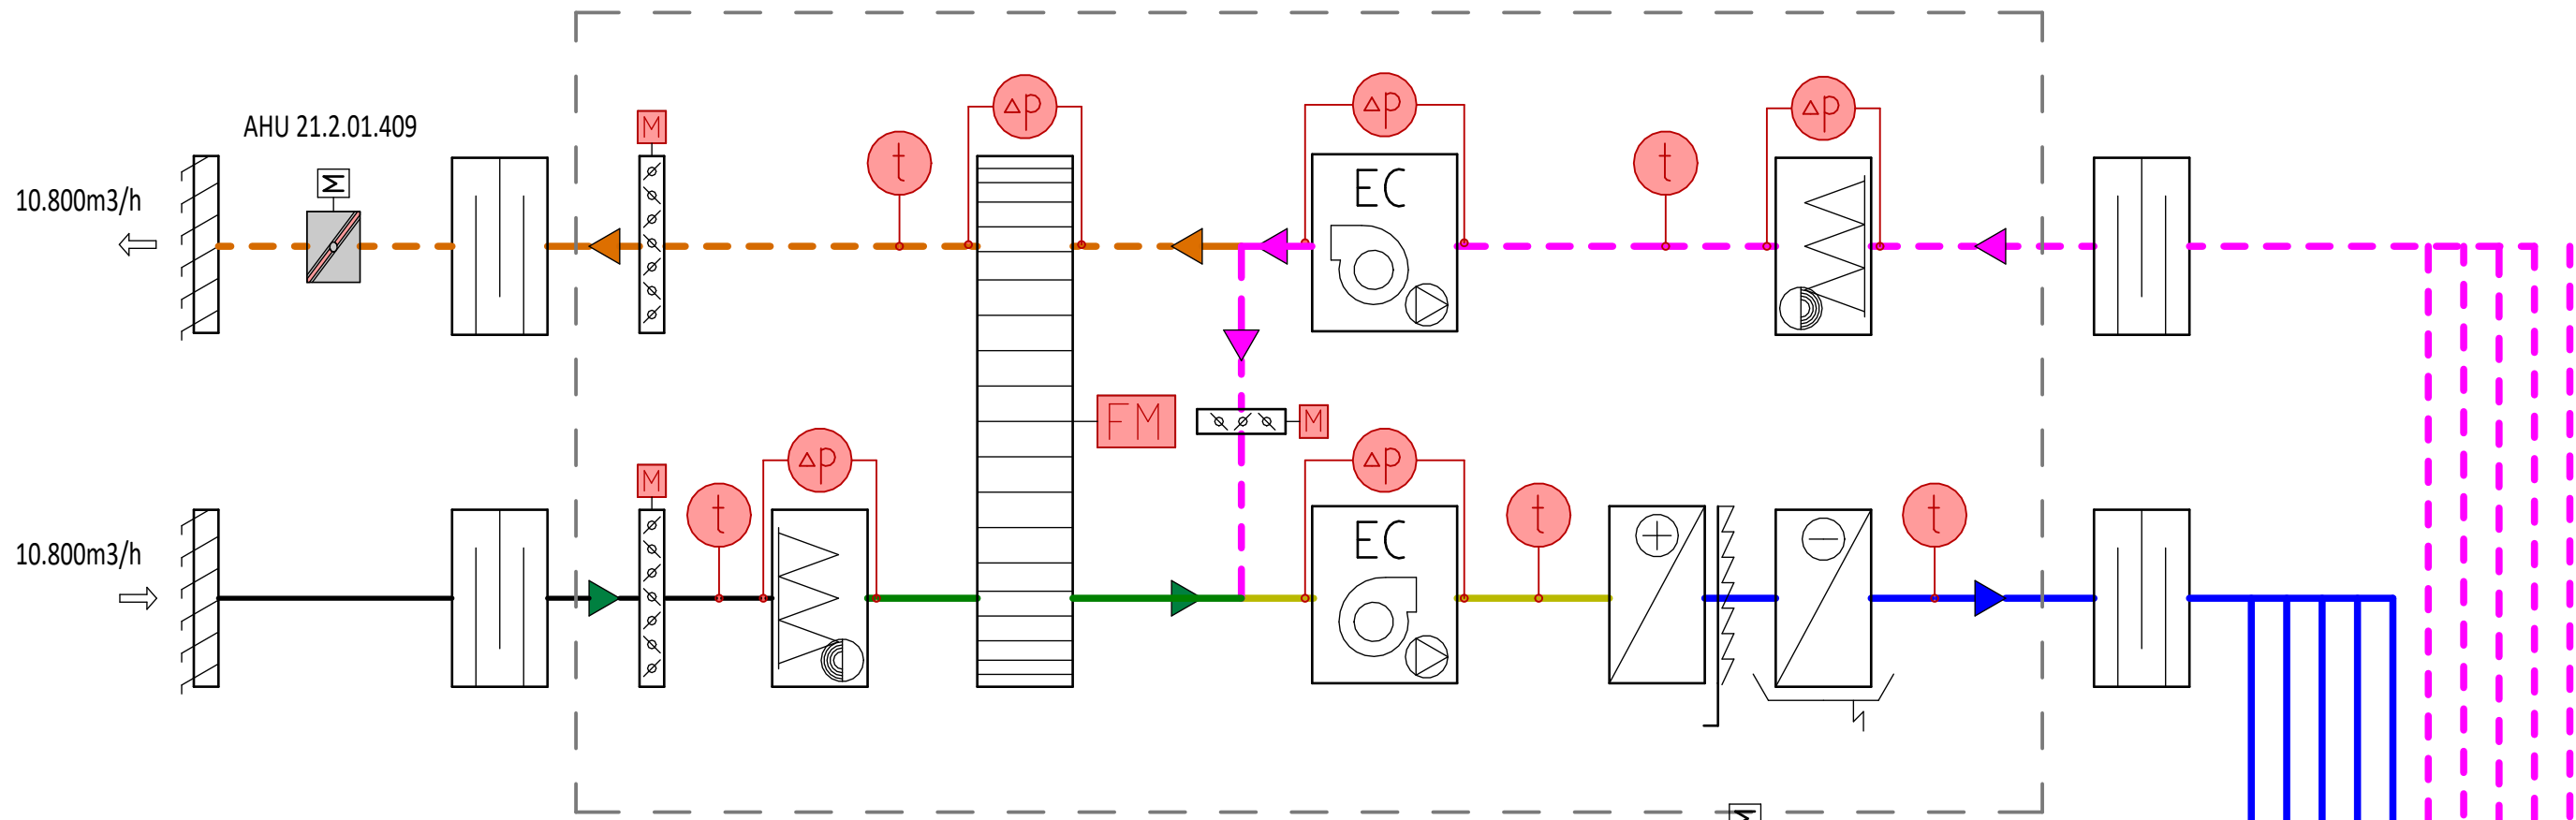 AHU 21.2.01.409
10.800m3/h
M
M
t
Δp
Δp
EC
t
Δp
FM
M
10.800m3/h
M
t
Δp
Δp
EC
t
t
M